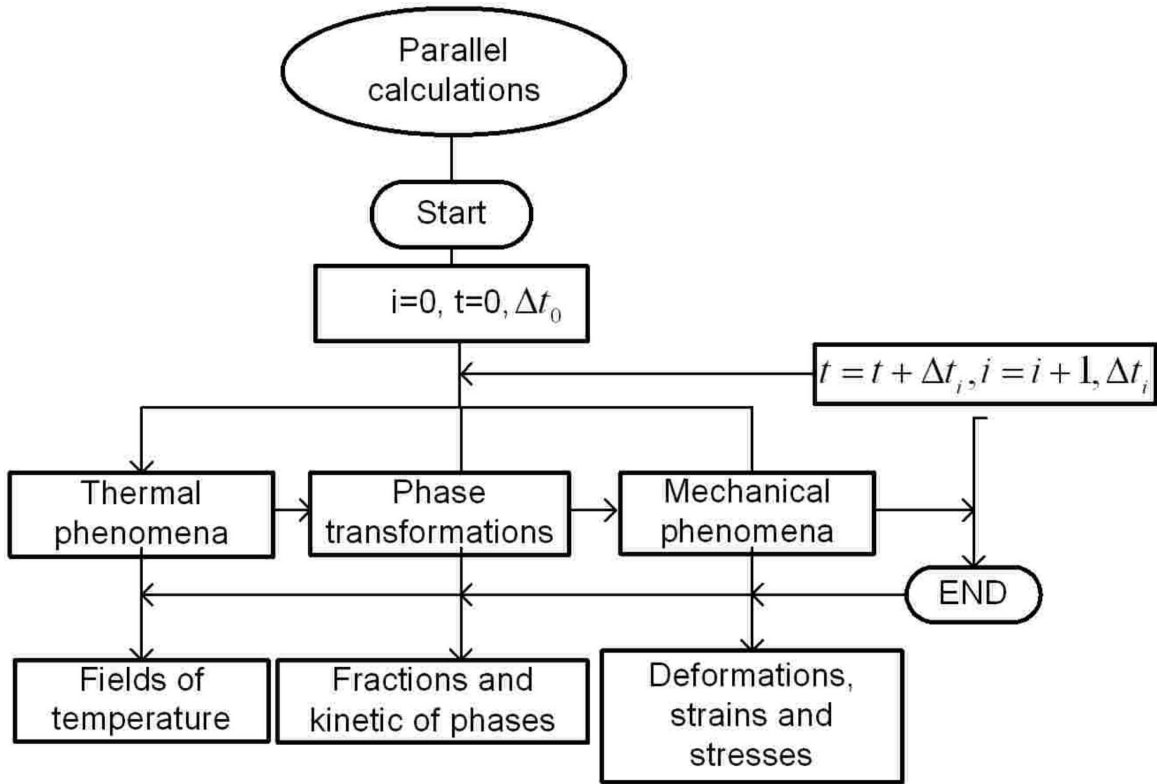 Parallel
calculations
Start
i=0, t=0, Δt₀
t = t + Δtᵢ, i = i + 1, Δtᵢ
Thermal
phenomena
Phase
transformations
Mechanical
phenomena
END
Fields of
temperature
Fractions and
kinetic of phases
Deformations,
strains and
stresses